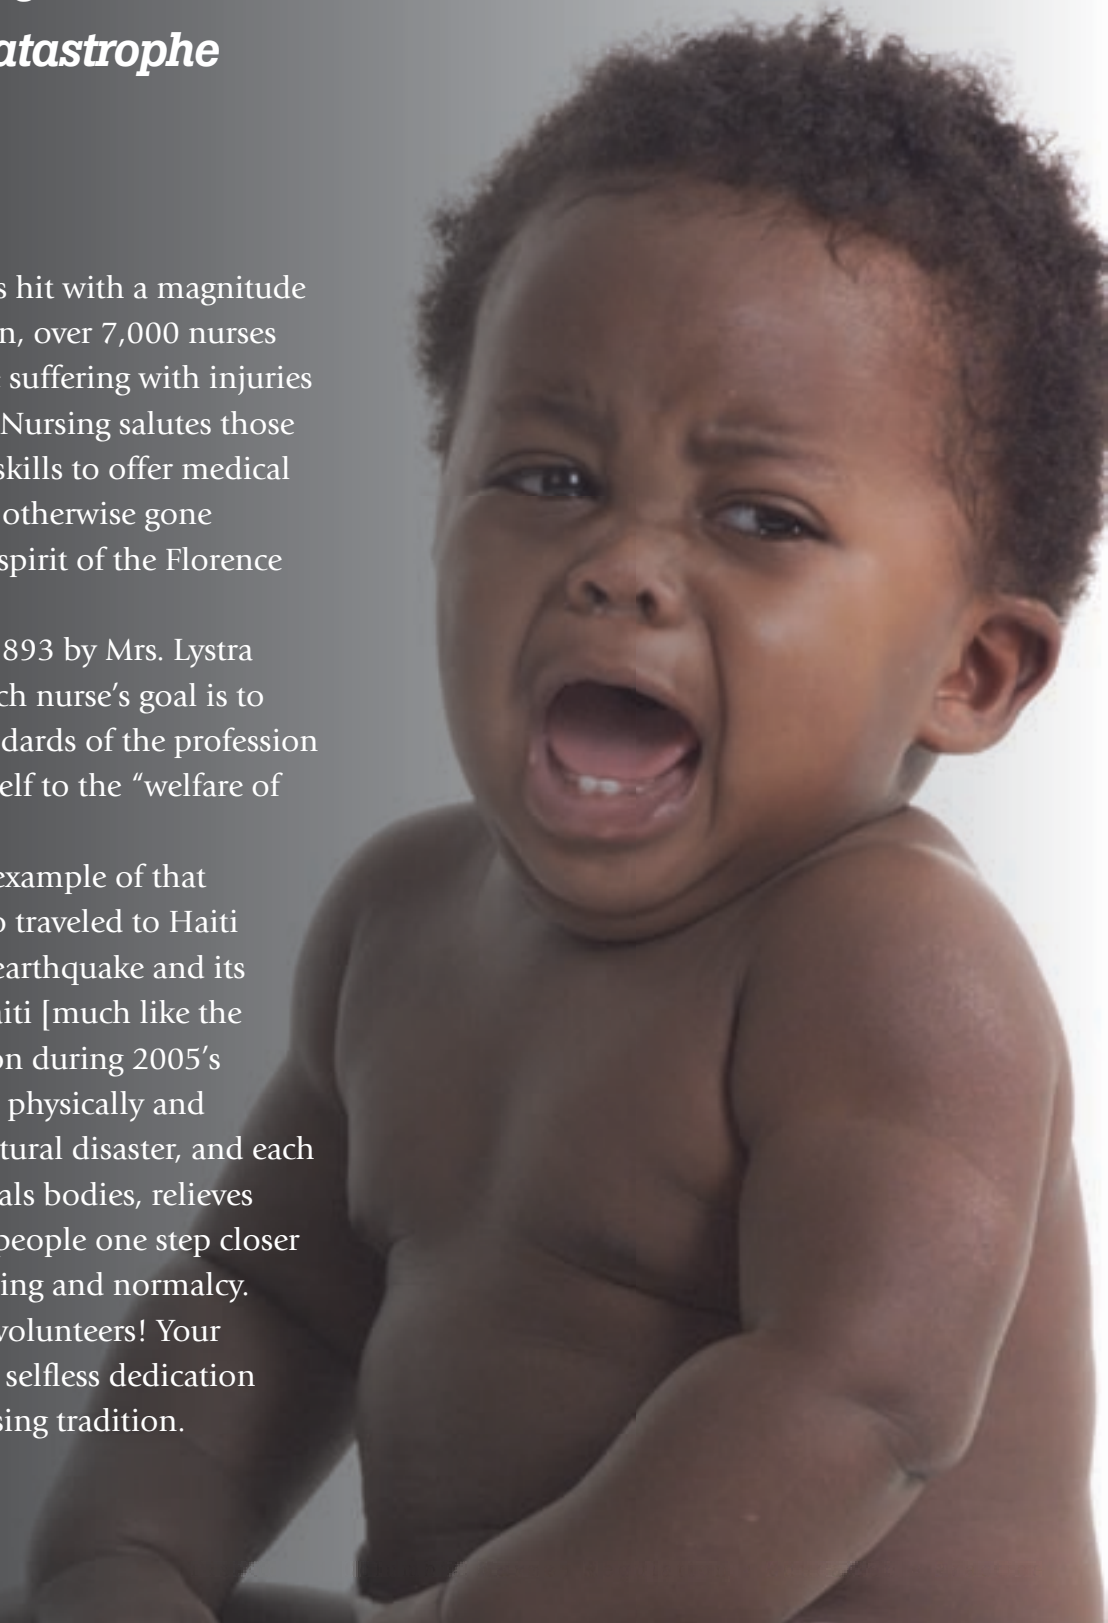 atastrophe
s hit with a magnitude
n, over 7,000 nurses
suffering with injuries
Nursing salutes those
skills to offer medical
otherwise gone
spirit of the Florence
893 by Mrs. Lystra
ch nurse’s goal is to
dards of the profession
elf to the “welfare of
example of that
o traveled to Haiti
earthquake and its
iti [much like the
on during 2005’s
physically and
tural disaster, and each
als bodies, relieves
people one step closer
ing and normalcy.
volunteers! Your
selfless dedication
sing tradition.